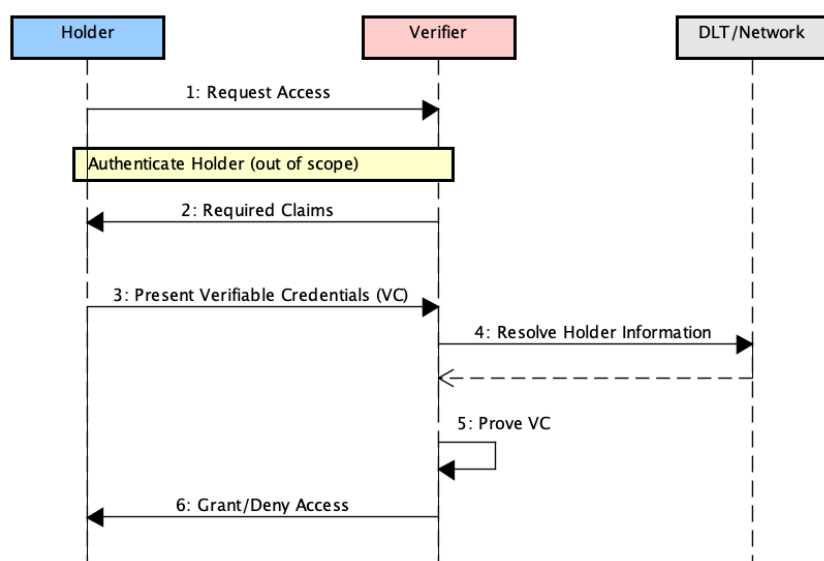 Holder
Verifier
DLT/Network
1: Request Access
Authenticate Holder (out of scope)
2: Required Claims
3: Present Verifiable Credentials (VC)
4: Resolve Holder Information
5: Prove VC
6: Grant/Deny Access